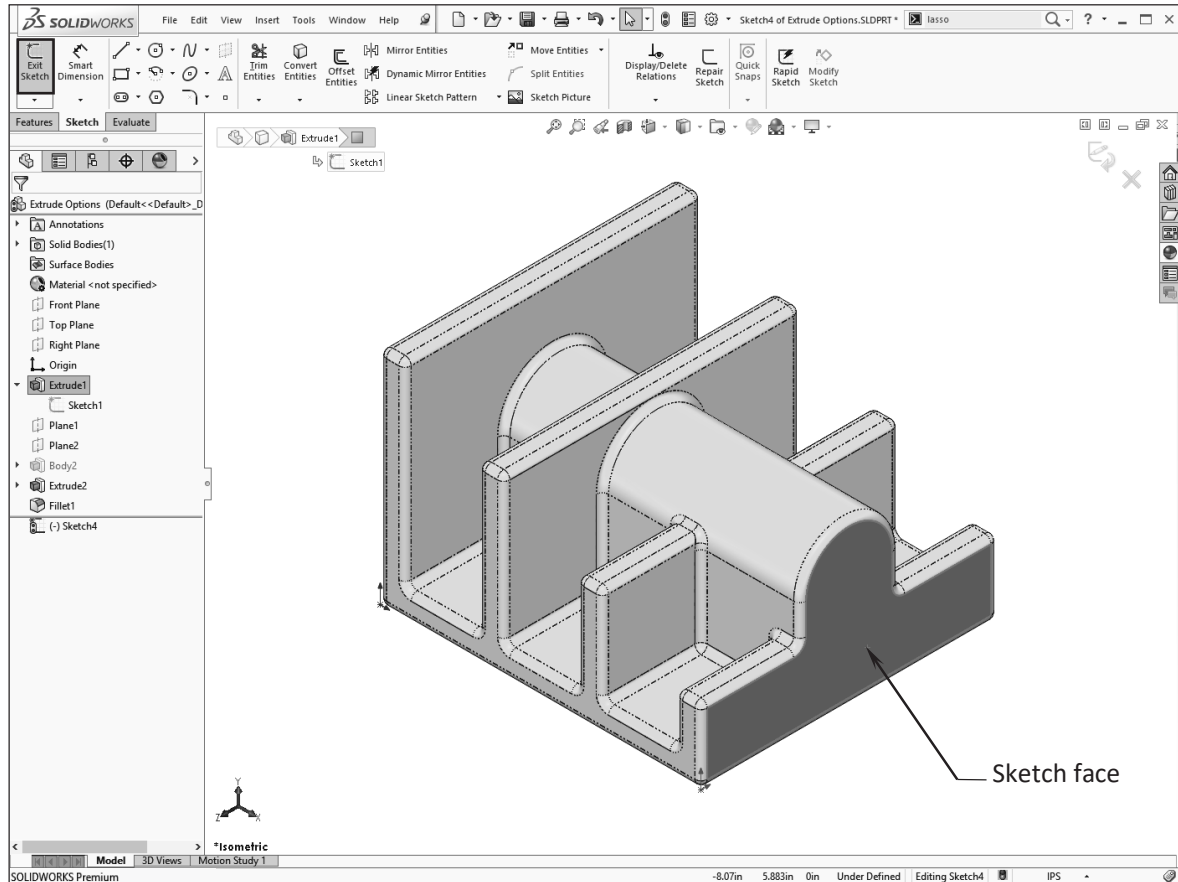 SOLIDWORKS File Edit View Insert Tools Window Help Sketch4 of Extrude Options.SLDPRT * lasso ?
Exit Sketch
Smart Dimension
Trim Entities
Convert Entities
Offset Entities
Mirror Entities
Dynamic Mirror Entities
Linear Sketch Pattern
Move Entities
Split Entities
Sketch Picture
Display/Delete Relations
Repair Sketch
Quick Snaps
Rapid Sketch
Modify Sketch
Features Sketch Evaluate
Extrude1
Sketch1
Extrude Options (Default<<Default>_D
Annotations
Solid Bodies(1)
Surface Bodies
Material <not specified>
Front Plane
Top Plane
Right Plane
Origin
Extrude1
Sketch1
Plane1
Plane2
Body2
Extrude2
Fillet1
(-) Sketch4
Sketch face
Y
Z X
*Isometric
Model 3D Views Motion Study 1
SOLIDWORKS Premium -8.07in 5.883in 0in Under Defined Editing Sketch4 IPS